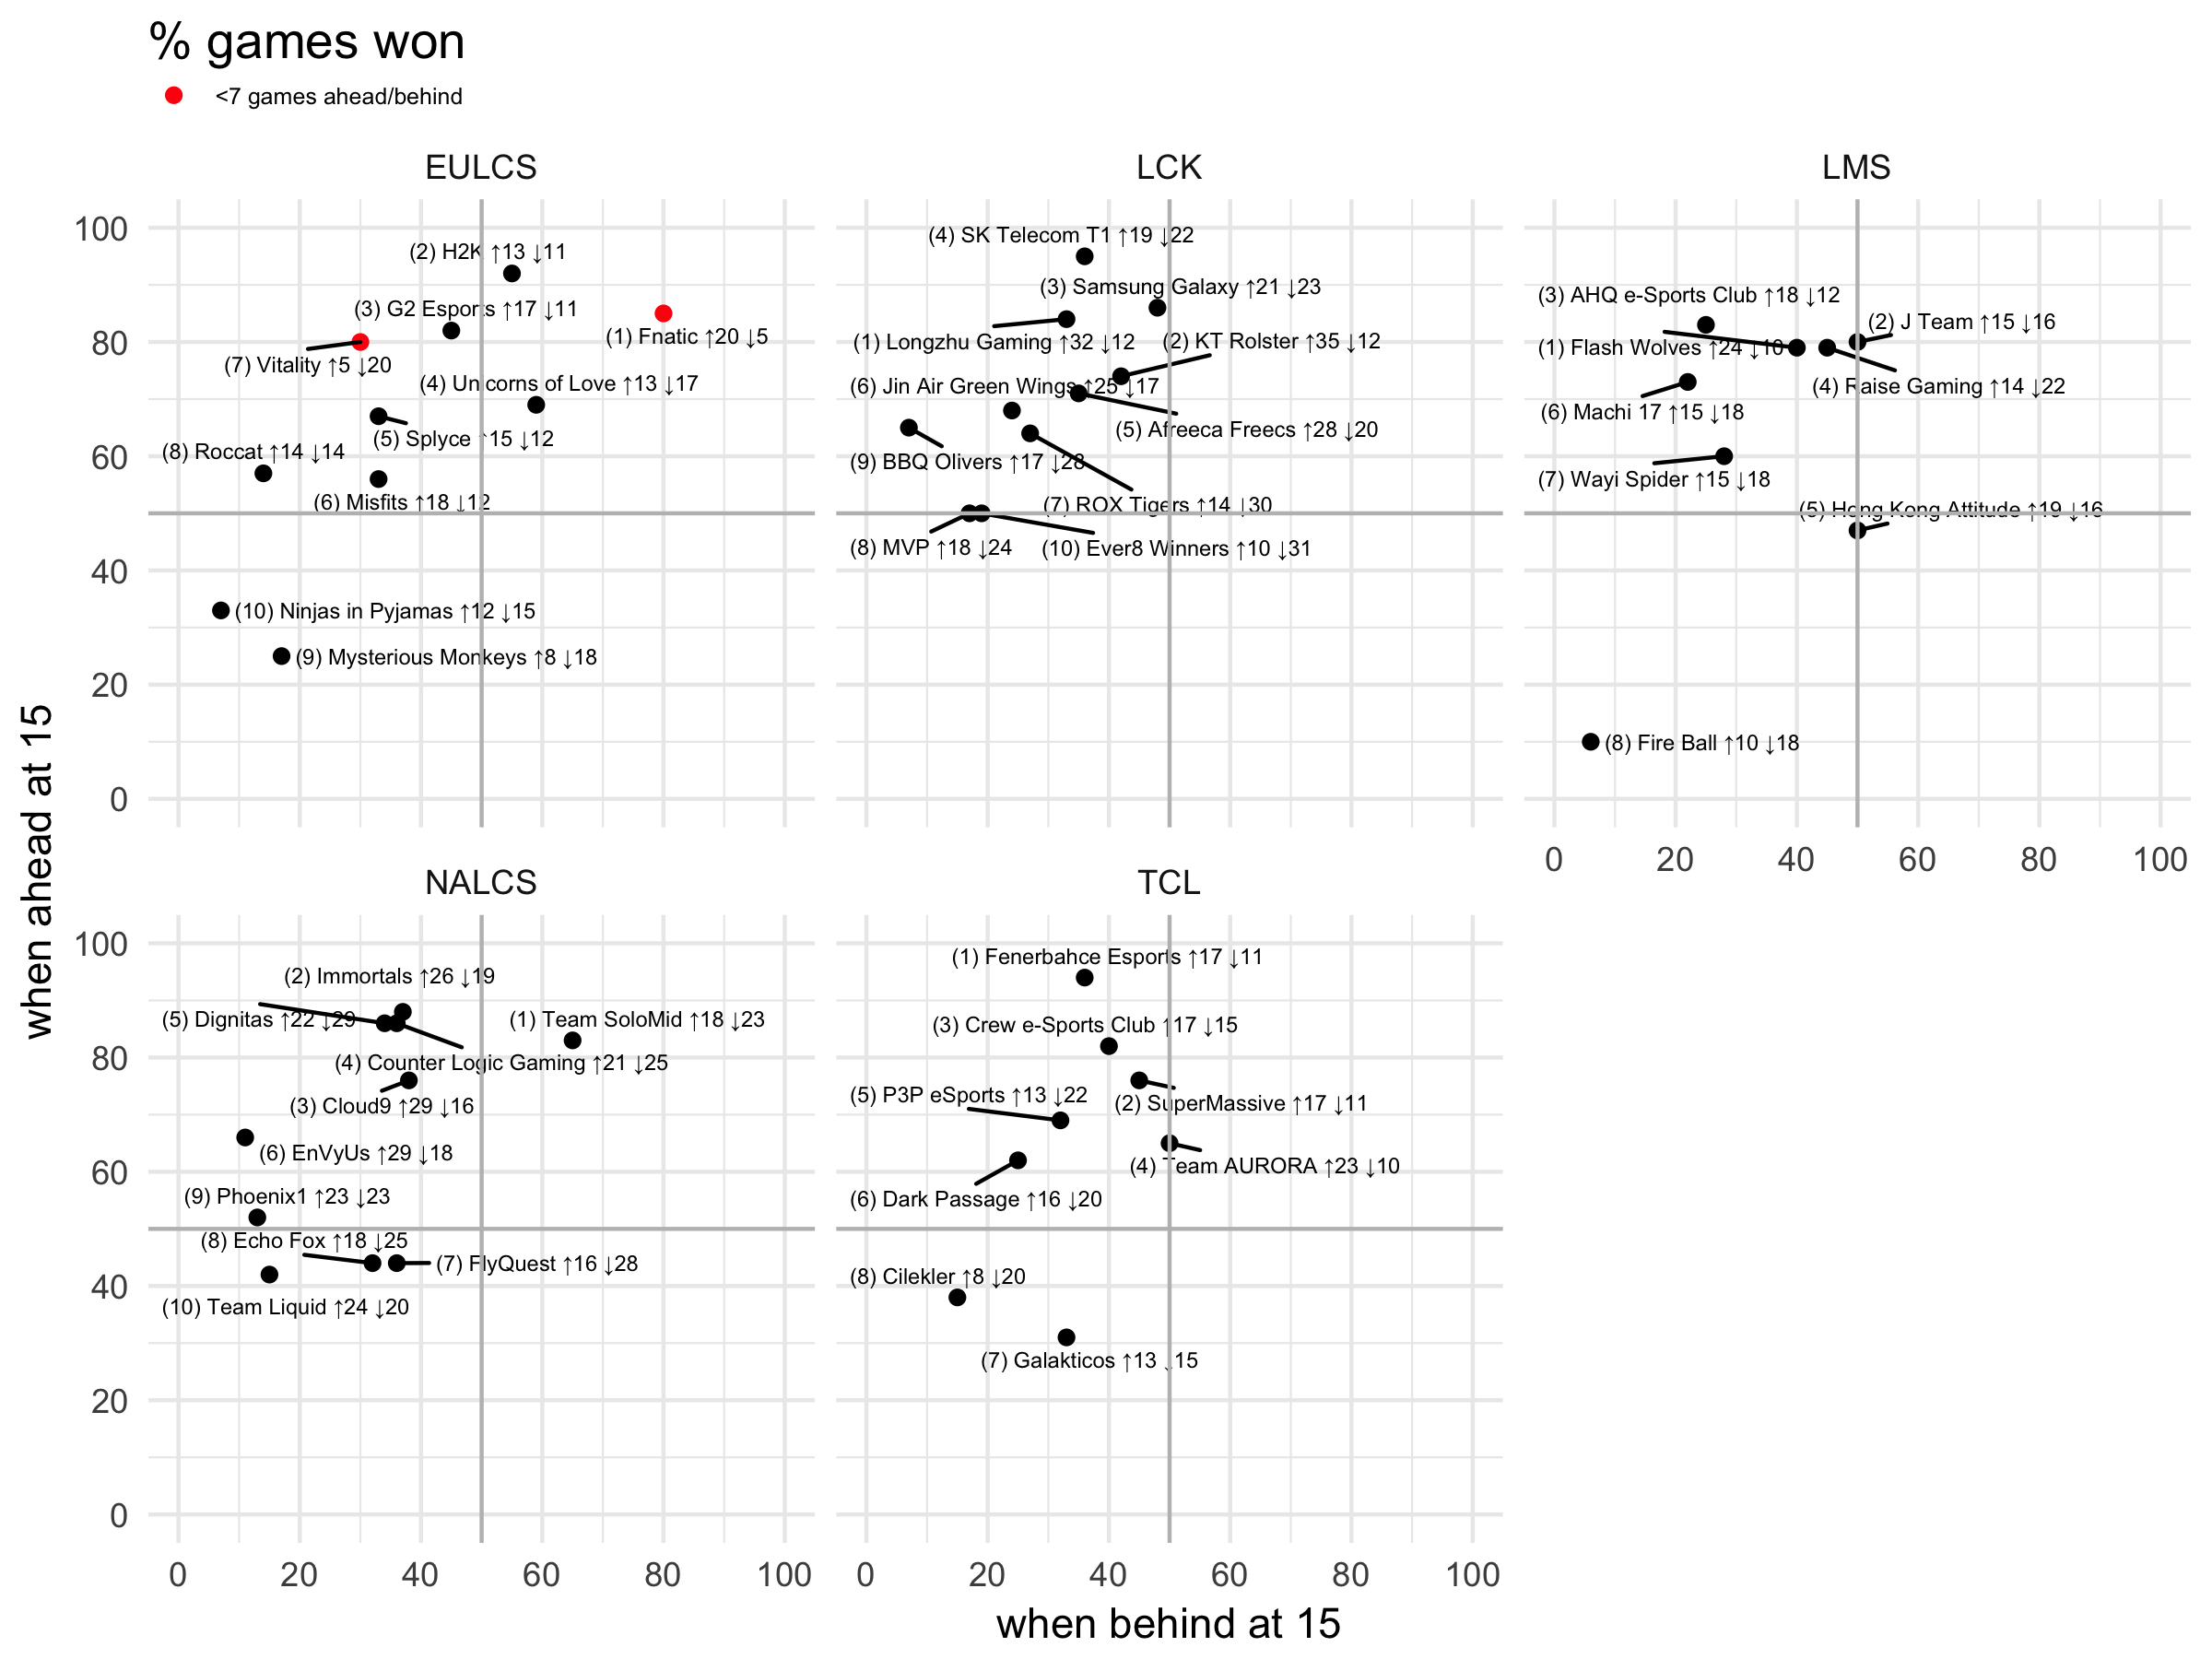 % games won
<7 games ahead/behind
EULCS
LCK
LMS
when ahead at 15
100
80
60
40
20
0
(2) H2K ↑13 ↓11
(3) G2 Esports ↑17 ↓11
(1) Fnatic ↑20 ↓5
(7) Vitality ↑5 ↓20
(4) Unicorns of Love ↑13 ↓17
(5) Splyce ↑15 ↓12
(8) Roccat ↑14 ↓14
(6) Misfits ↑18 ↓12
(10) Ninjas in Pyjamas ↑12 ↓15
(9) Mysterious Monkeys ↑8 ↓18
(4) SK Telecom T1 ↑19 ↓22
(3) Samsung Galaxy ↑21 ↓23
(1) Longzhu Gaming ↑32 ↓12
(2) KT Rolster ↑35 ↓12
(6) Jin Air Green Wings ↑25 ↓17
(5) Afreeca Freecs ↑28 ↓20
(9) BBQ Olivers ↑17 ↓28
(7) ROX Tigers ↑14 ↓30
(8) MVP ↑18 ↓24
(10) Ever8 Winners ↑10 ↓31
(3) AHQ e-Sports Club ↑18 ↓12
(2) J Team ↑15 ↓16
(1) Flash Wolves ↑24 ↓10
(4) Raise Gaming ↑14 ↓22
(6) Machi 17 ↑15 ↓18
(7) Wayi Spider ↑15 ↓18
(5) Hong Kong Attitude ↑19 ↓16
(8) Fire Ball ↑10 ↓18
0 20 40 60 80 100
NALCS
TCL
100
80
60
40
20
0
(2) Immortals ↑26 ↓19
(5) Dignitas ↑22 ↓29
(1) Team SoloMid ↑18 ↓23
(4) Counter Logic Gaming ↑21 ↓25
(3) Cloud9 ↑29 ↓16
(6) EnVyUs ↑29 ↓18
(9) Phoenix1 ↑23 ↓23
(8) Echo Fox ↑18 ↓25
(7) FlyQuest ↑16 ↓28
(10) Team Liquid ↑24 ↓20
(1) Fenerbahce Esports ↑17 ↓11
(3) Crew e-Sports Club ↑17 ↓15
(5) P3P eSports ↑13 ↓22
(2) SuperMassive ↑17 ↓11
(4) Team AURORA ↑23 ↓10
(6) Dark Passage ↑16 ↓20
(8) Cilekler ↑8 ↓20
(7) Galakticos ↑13 ↓15
0 20 40 60 80 100
0 20 40 60 80 100
when behind at 15